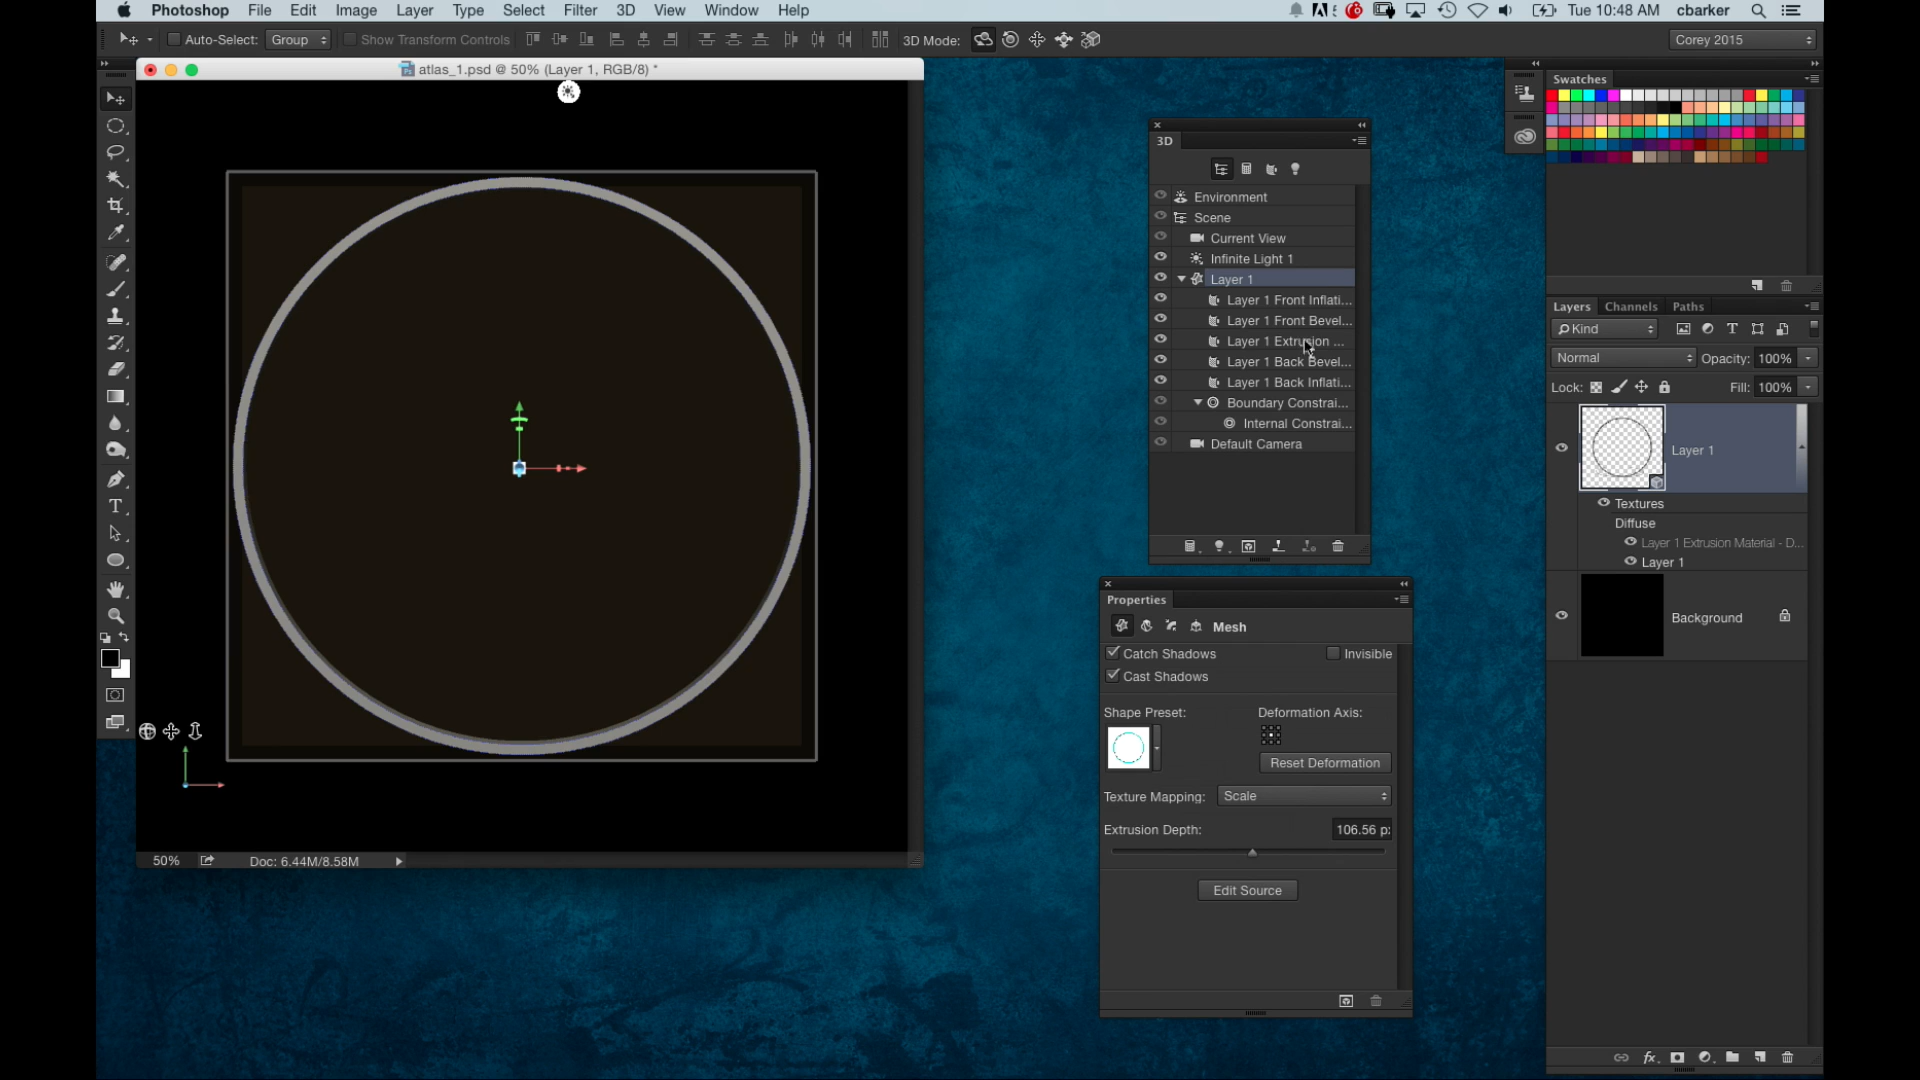 Photoshop File Edit Image Layer Type Select Filter 3D View Window Help Tue 10:48 AM cbarker
Auto-Select: Group Show Transform Controls 3D Mode: Corey 2015
atlas_1.psd @ 50% (Layer 1, RGB/8) *
50% Doc: 6.44M/8.58M
3D
Environment
Scene
Current View
Infinite Light 1
Layer 1
Layer 1 Front Inflati...
Layer 1 Front Bevel...
Layer 1 Extrusion ...
Layer 1 Back Bevel...
Layer 1 Back Inflati...
Boundary Constrai...
Internal Constrai...
Default Camera
Properties
Mesh
Catch Shadows Invisible
Cast Shadows
Shape Preset: Deformation Axis:
Reset Deformation
Texture Mapping: Scale
Extrusion Depth: 106.56 p
Edit Source
Swatches
Layers Channels Paths
Kind
Normal Opacity: 100%
Lock: Fill: 100%
Layer 1
Textures
Diffuse
Layer 1 Extrusion Material - D...
Layer 1
Background